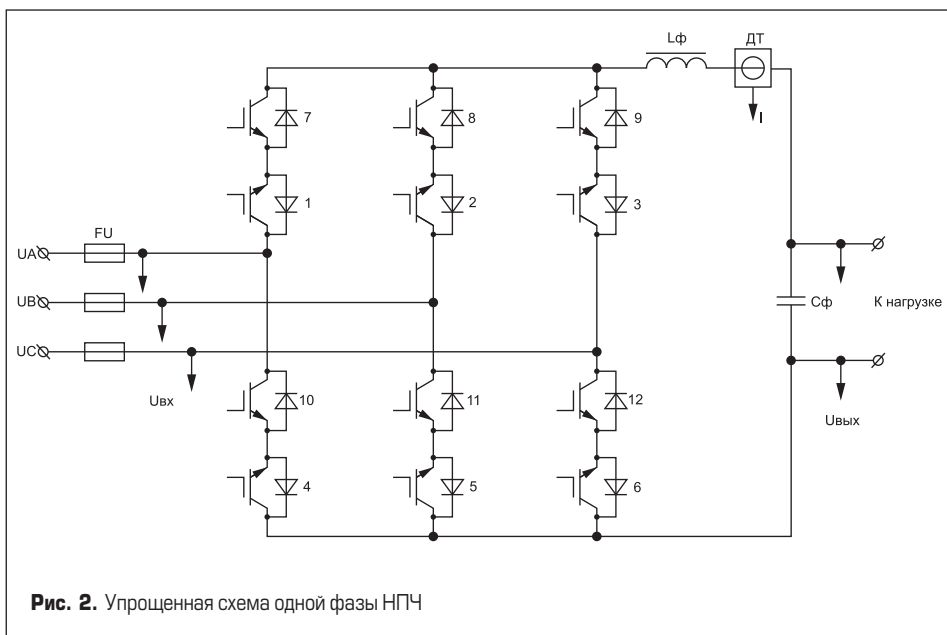 Lф
ДТ
I
7
8
9
1
2
3
FU
UA
UB
UC
Uвх
Cф
К нагрузке
Uвых
10
11
12
4
5
6
Рис. 2. Упрощенная схема одной фазы НПЧ